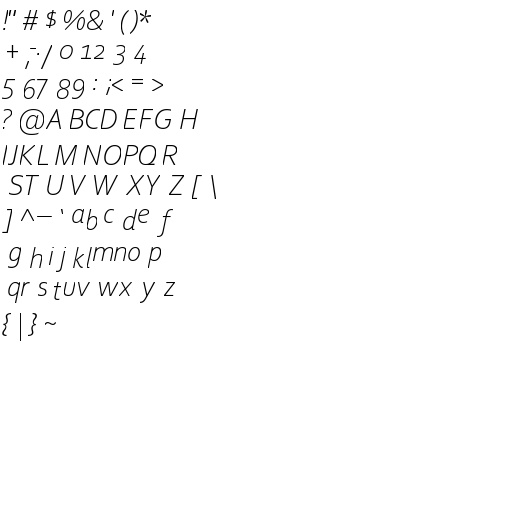 !" # $ %& ' ( )*
+ ,-. / 0 12 3 4
5 67 89 : ;< = >
? @A BCD EFG H
IJKL M NOPQ R
ST U V W XY Z [ \
] ^_ ` ab c de f
g h i j klmno p
qr s tuv wx y z
{ | } ~